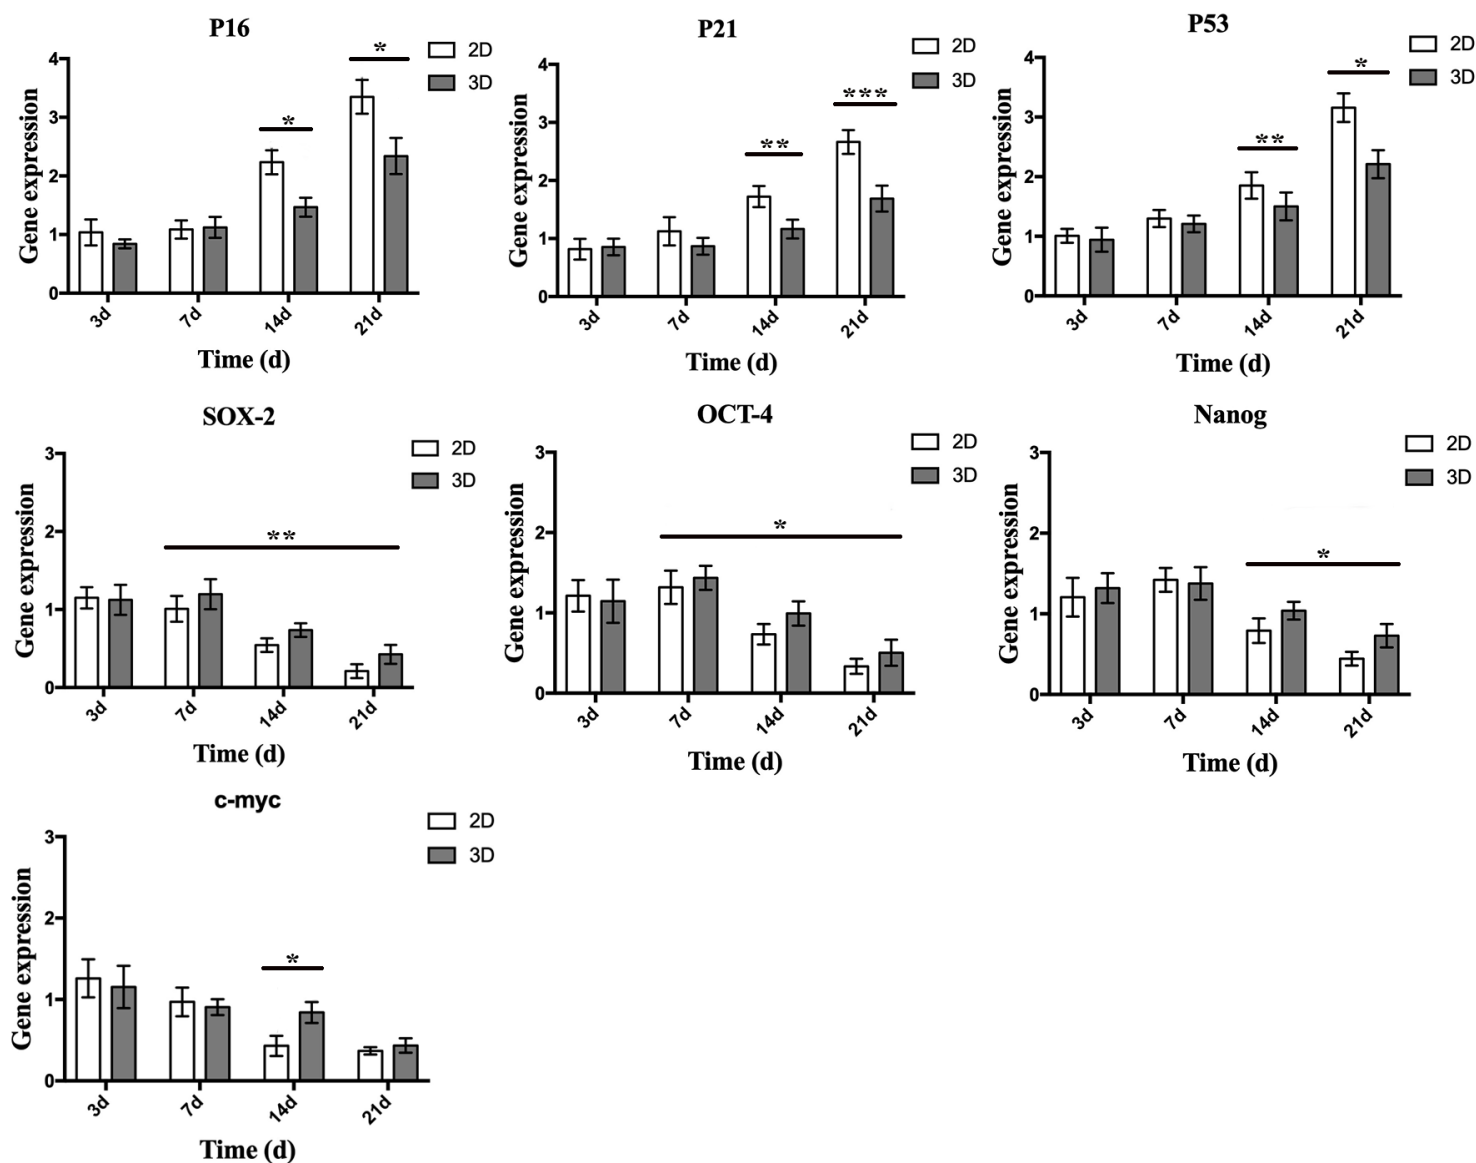 P16
4
3
2
1
0
Gene expression
*
*
2D
3D
3d
7d
14d
21d
Time (d)
P21
4
3
2
1
0
Gene expression
**
***
2D
3D
3d
7d
14d
21d
Time (d)
P53
4
3
2
1
0
Gene expression
**
*
2D
3D
3d
7d
14d
21d
Time (d)
SOX-2
3
2
1
0
Gene expression
**
2D
3D
3d
7d
14d
21d
Time (d)
OCT-4
3
2
1
0
Gene expression
*
2D
3D
3d
7d
14d
21d
Time (d)
Nanog
3
2
1
0
Gene expression
*
2D
3D
3d
7d
14d
21d
Time (d)
c-myc
3
2
1
0
Gene expression
*
2D
3D
3d
7d
14d
21d
Time (d)